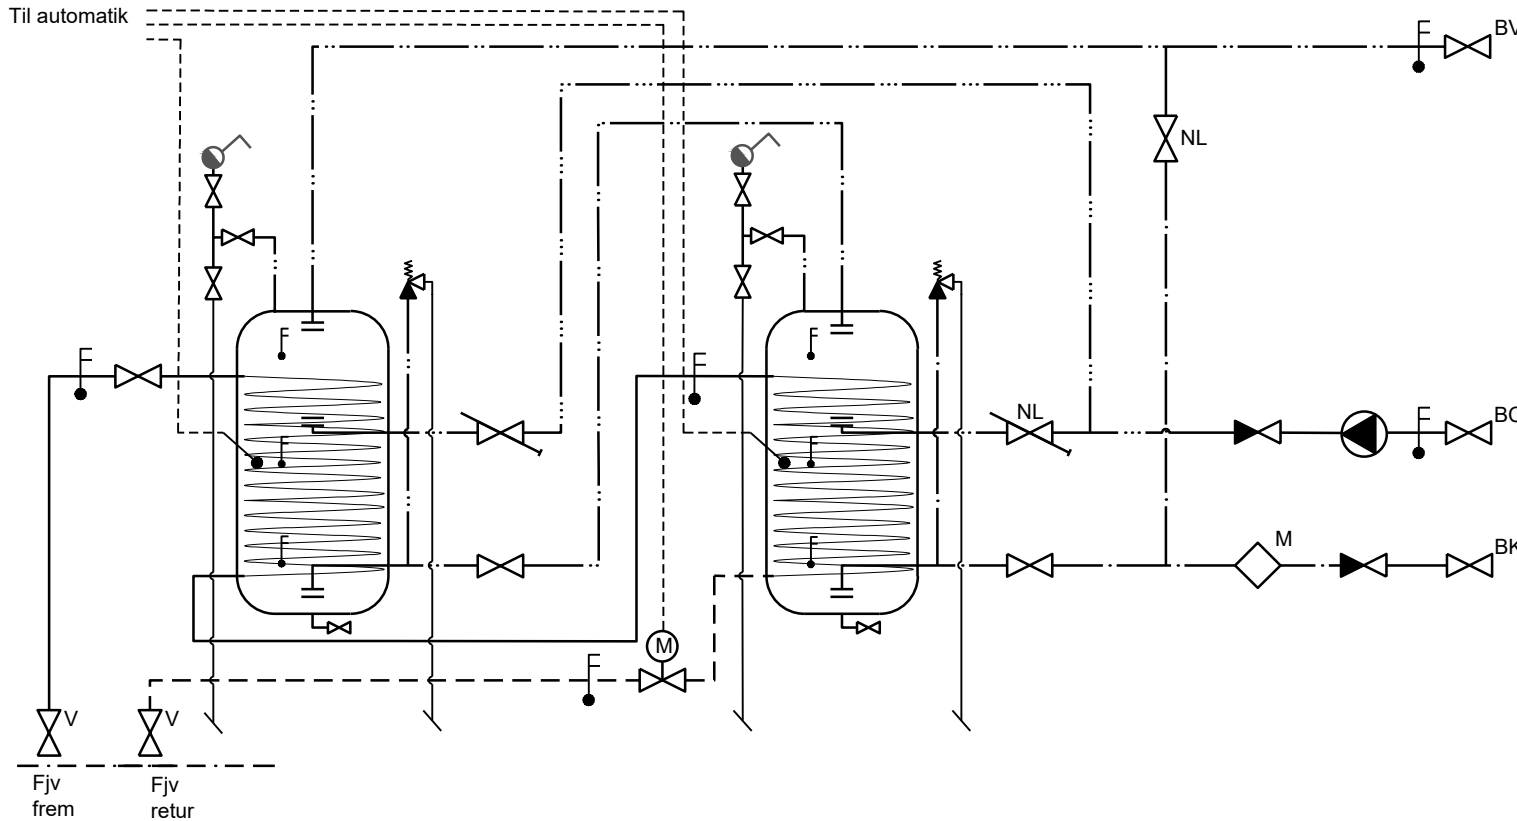 Til automatik
BV
NL
NL
BC
M
BK
M
V
V
Fjv
frem
Fjv
retur